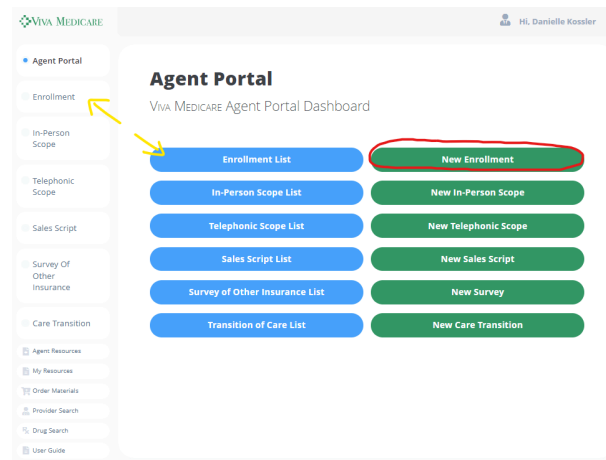 VIVA MEDICARE
Hi, Danielle Kossler
Agent Portal
Enrollment
In-Person
Scope
Telephonic
Scope
Sales Script
Survey Of
Other
Insurance
Care Transition
Agent Resources
My Resources
Order Materials
Provider Search
Drug Search
User Guide
Agent Portal
VIVA MEDICARE Agent Portal Dashboard
Enrollment List
New Enrollment
In-Person Scope List
New In-Person Scope
Telephonic Scope List
New Telephonic Scope
Sales Script List
New Sales Script
Survey of Other Insurance List
New Survey
Transition of Care List
New Care Transition